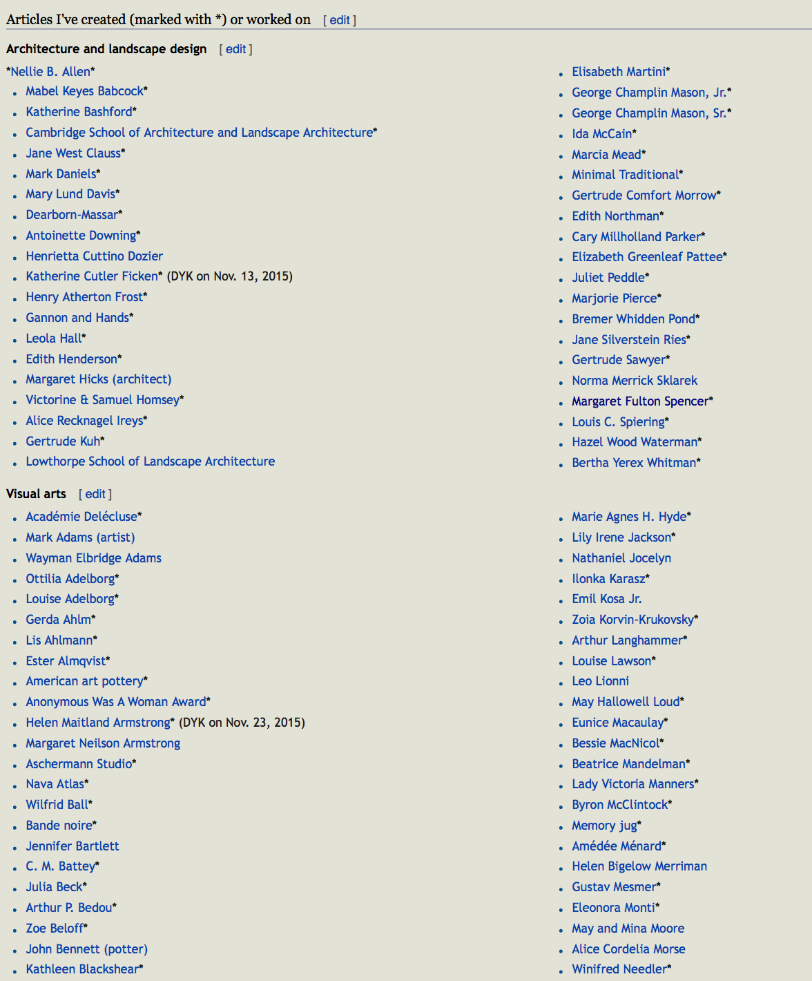 Articles I've created (marked with *) or worked on [ edit ]
Architecture and landscape design [ edit ]
*Nellie B. Allen*
Mabel Keyes Babcock*
Katherine Bashford*
Cambridge School of Architecture and Landscape Architecture*
Jane West Clauss*
Mark Daniels*
Mary Lund Davis*
Dearborn-Massar*
Antoinette Downing*
Henrietta Cuttino Dozier
Katherine Cutler Ficken* (DYK on Nov. 13, 2015)
Henry Atherton Frost*
Gannon and Hands*
Leola Hall*
Edith Henderson*
Margaret Hicks (architect)
Victorine & Samuel Homsey*
Alice Recknagel Ireys*
Gertrude Kuh*
Lowthorpe School of Landscape Architecture
Elisabeth Martini*
George Champlin Mason, Jr.*
George Champlin Mason, Sr.*
Ida McCain*
Marcia Mead*
Minimal Traditional*
Gertrude Comfort Morrow*
Edith Northman*
Cary Millholland Parker*
Elizabeth Greenleaf Pattee*
Juliet Peddle*
Marjorie Pierce*
Bremer Whidden Pond*
Jane Silverstein Ries*
Gertrude Sawyer*
Norma Merrick Sklarek
Margaret Fulton Spencer*
Louis C. Spiering*
Hazel Wood Waterman*
Bertha Yerex Whitman*
Visual arts [ edit ]
Académie Delécluse*
Mark Adams (artist)
Wayman Elbridge Adams
Ottilia Adelborg*
Louise Adelborg*
Gerda Ahlm*
Lis Ahlmann*
Ester Almqvist*
American art pottery*
Anonymous Was A Woman Award*
Helen Maitland Armstrong* (DYK on Nov. 23, 2015)
Margaret Neilson Armstrong
Aschermann Studio*
Nava Atlas*
Wilfrid Ball*
Bande noire*
Jennifer Bartlett
C. M. Battey*
Julia Beck*
Arthur P. Bedou*
Zoe Beloff*
John Bennett (potter)
Kathleen Blackshear*
Marie Agnes H. Hyde*
Lily Irene Jackson*
Nathaniel Jocelyn
Ilonka Karasz*
Emil Kosa Jr.
Zoia Korvin-Krukovsky*
Arthur Langhammer*
Louise Lawson*
Leo Lionni
May Hallowell Loud*
Eunice Macaulay*
Bessie MacNicol*
Beatrice Mandelman*
Lady Victoria Manners*
Byron McClintock*
Memory jug*
Amédée Ménard*
Helen Bigelow Merriman
Gustav Mesmer*
Eleonora Monti*
May and Mina Moore
Alice Cordelia Morse
Winifred Needler*